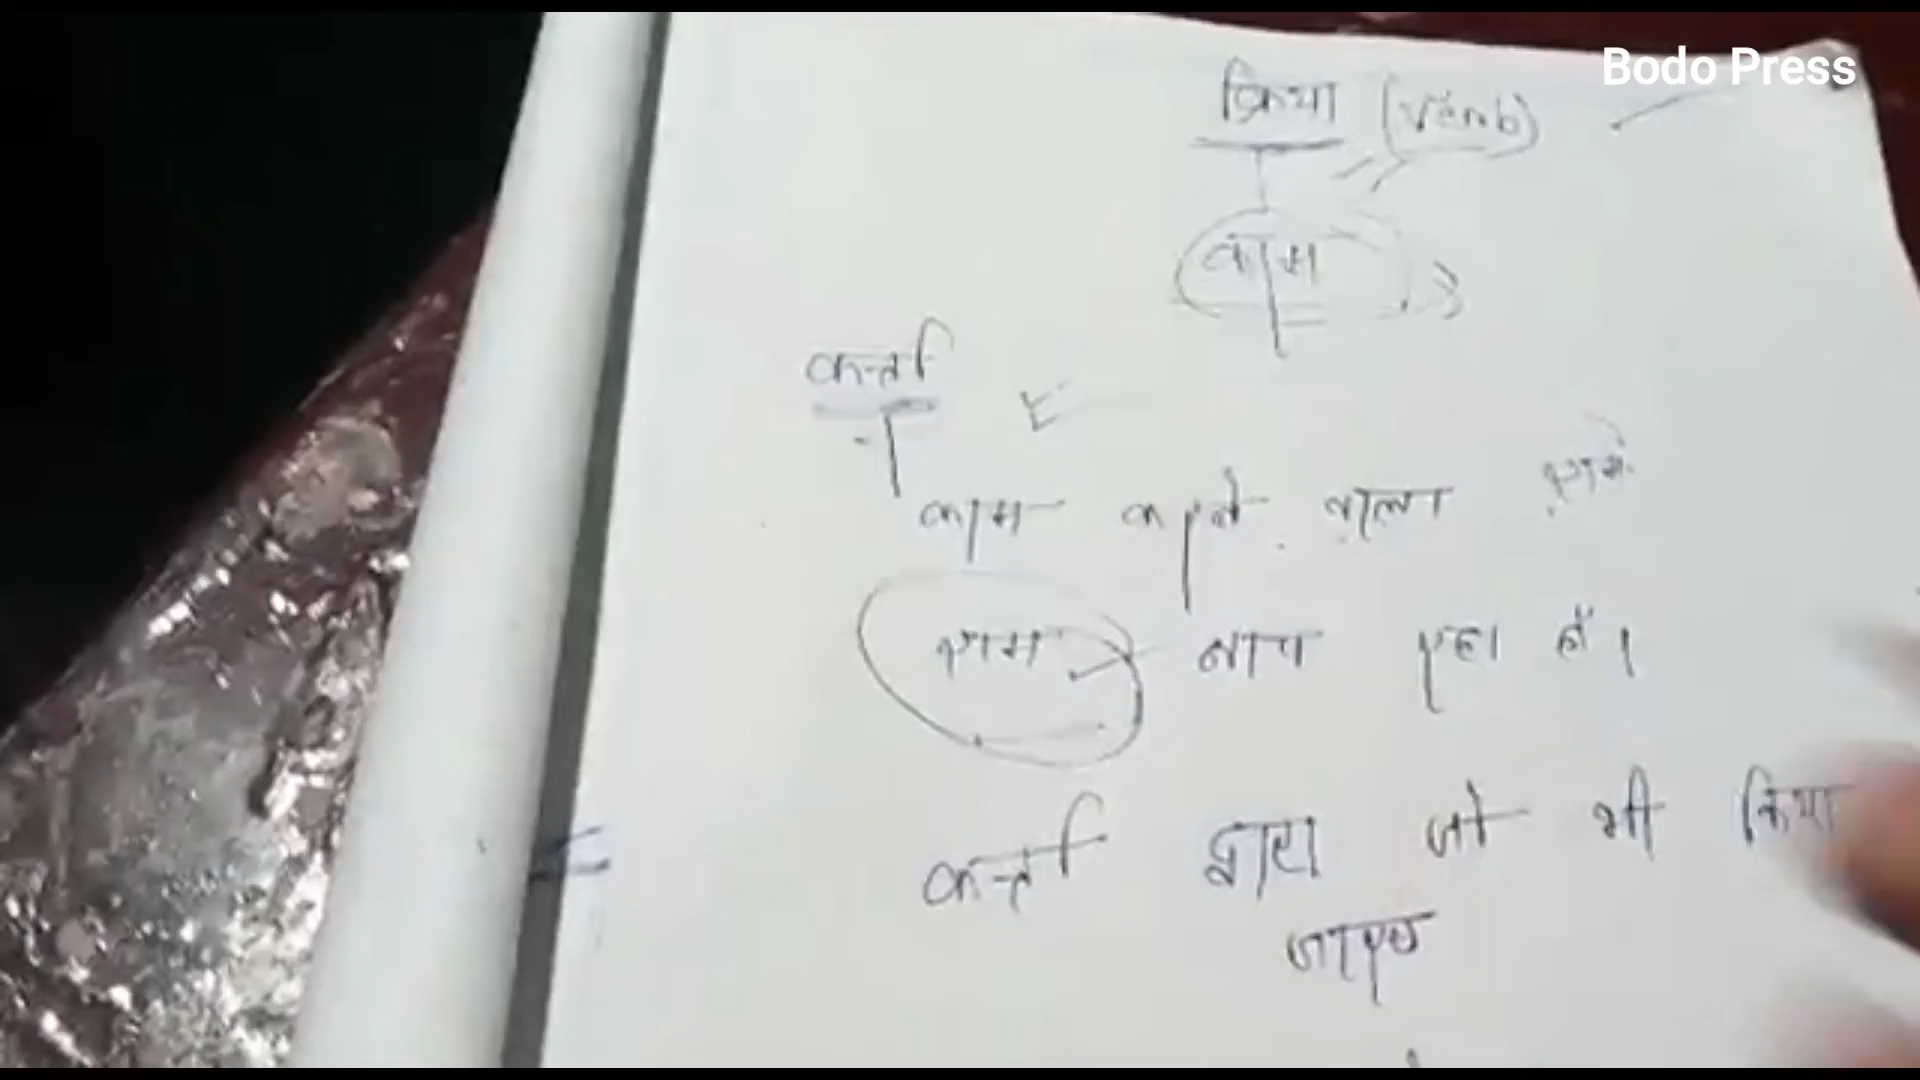 Bodo Press
क्रिया (Verb)
काम
कर्ता
काम करने वाला राम
राम नाच रहा है।
कर्ता द्वारा जो भी किया
जाए